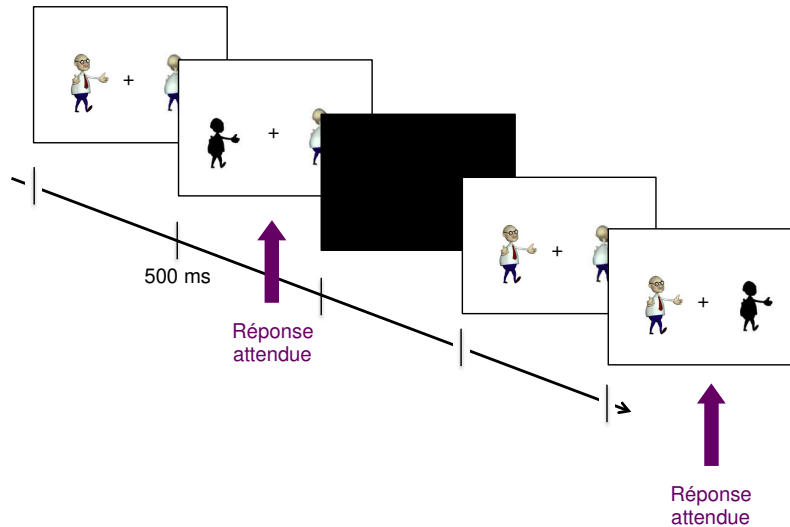 +
+
500 ms
Réponse
attendue
+
+
Réponse
attendue